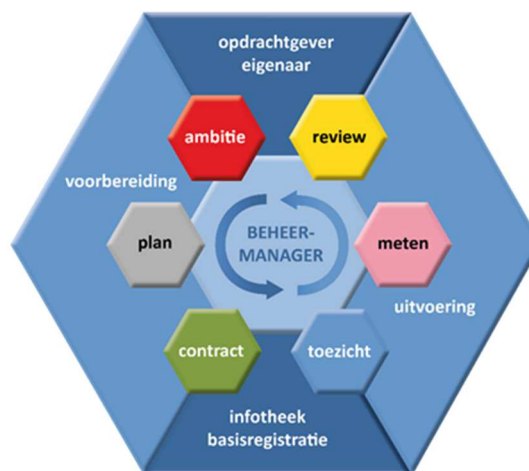 opdrachtgever
eigenaar
ambitie
review
voorbereiding
plan
BEHEER-
MANAGER
meten
uitvoering
contract
toezicht
infotheek
basisregistratie